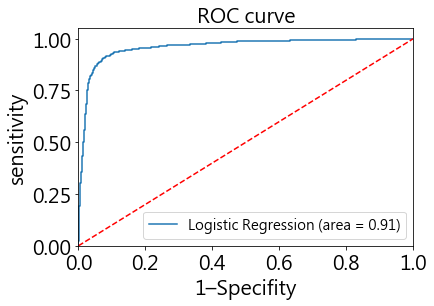 ROC curve
1.00
0.75
0.50
0.25
0.00
sensitivity
0.0 0.2 0.4 0.6 0.8 1.0
1−Specifity
Logistic Regression (area = 0.91)